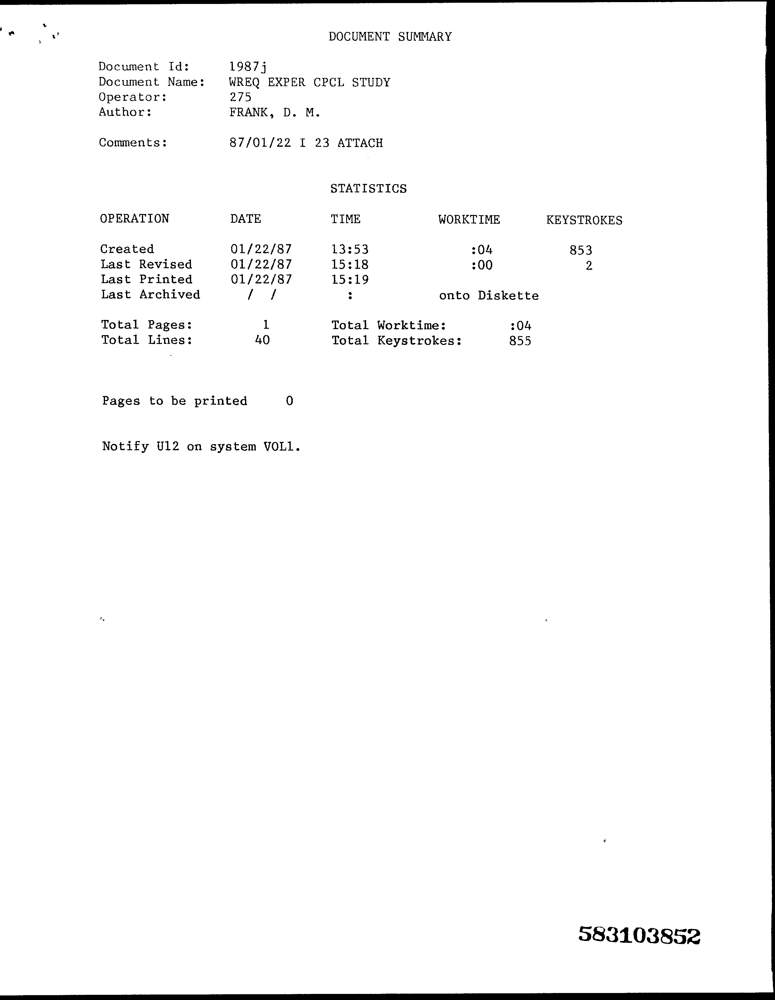 DOCUMENT SUMMARY
Document Id: 1987j
Document Name: WREQ EXPER CPCL STUDY
Operator: 275
Author: FRANK, D. M.
Comments: 87/01/22 I 23 ATTACH
STATISTICS
OPERATION DATE TIME WORKTIME KEYSTROKES
Created 01/22/87 13:53 :04 853
Last Revised 01/22/87 15:18 :00 2
Last Printed 01/22/87 15:19
Last Archived / / : onto Diskette
Total Pages: 1 Total Worktime: :04
Total Lines: 40 Total Keystrokes: 855
Pages to be printed 0
Notify U12 on system VOL1.
583103852